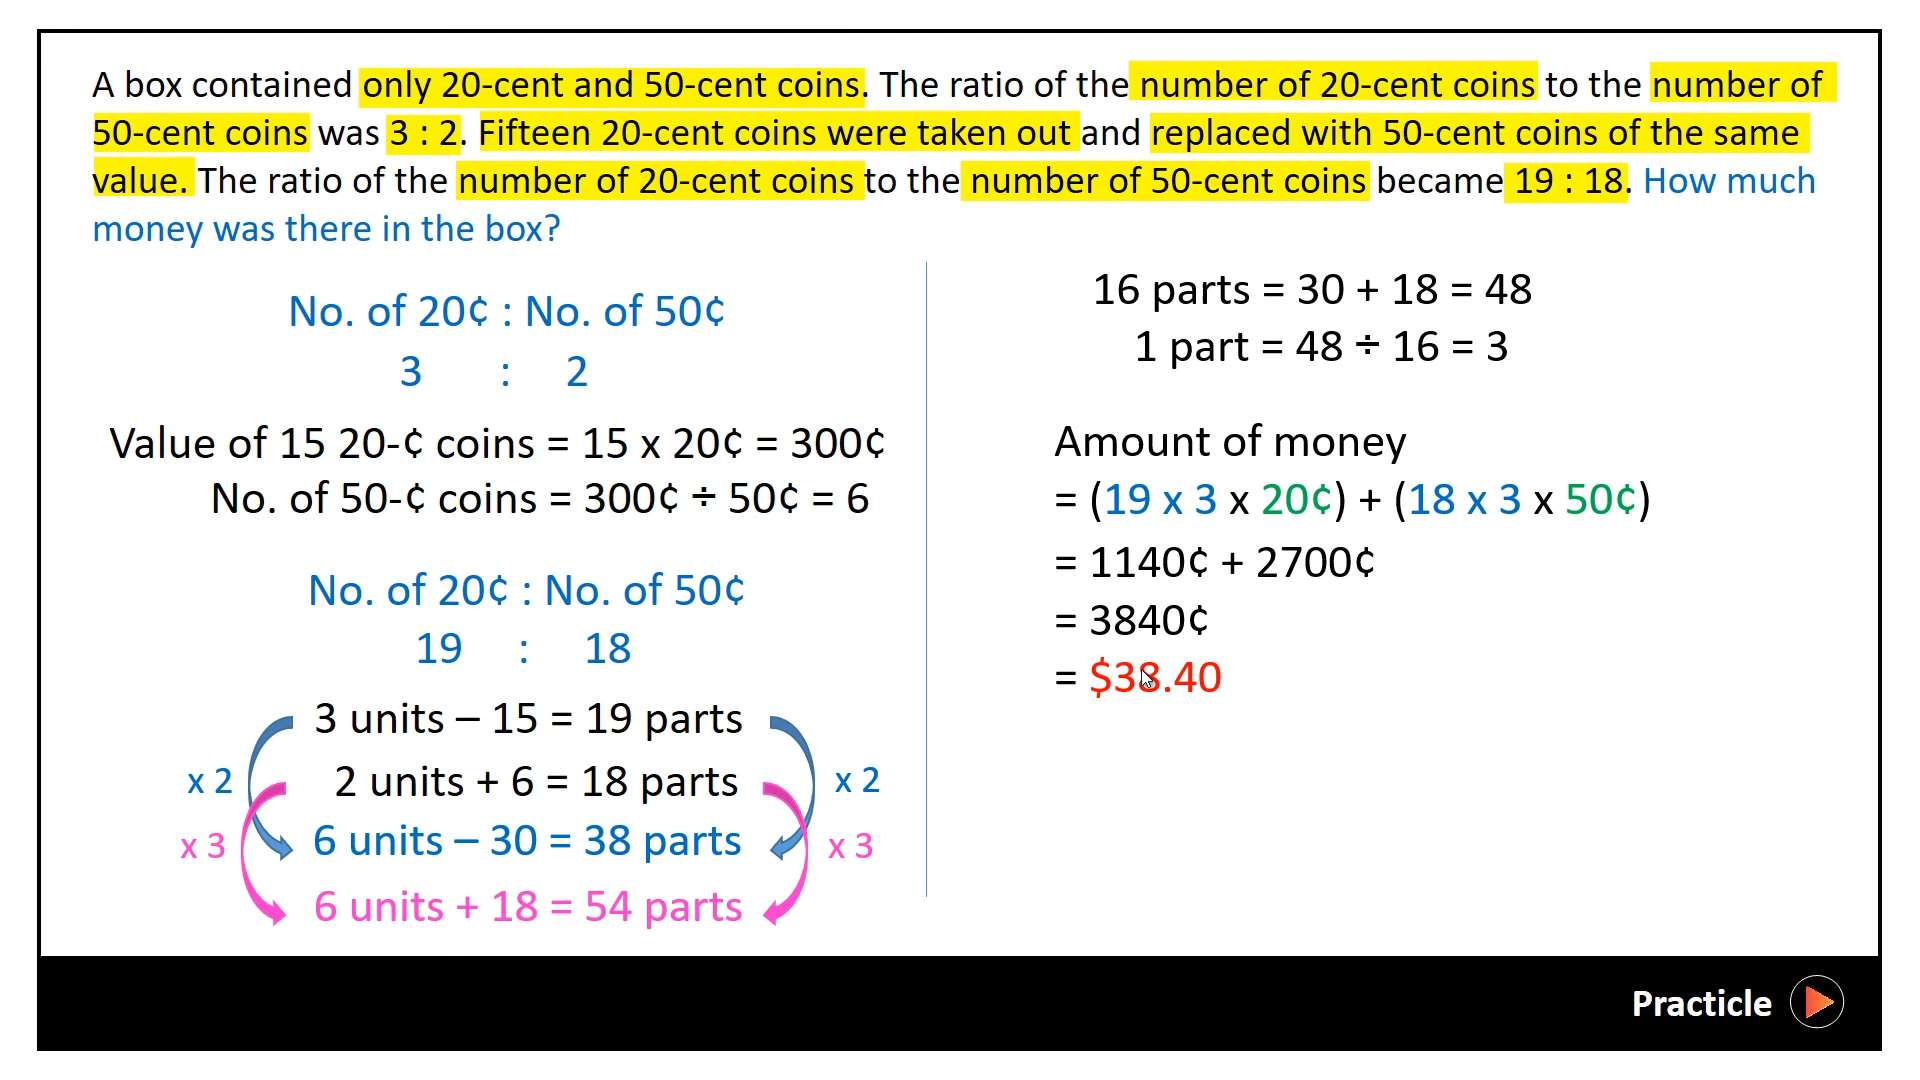 A box contained only 20-cent and 50-cent coins. The ratio of the number of 20-cent coins to the number of
50-cent coins was 3 : 2. Fifteen 20-cent coins were taken out and replaced with 50-cent coins of the same
value. The ratio of the number of 20-cent coins to the number of 50-cent coins became 19 : 18. How much
money was there in the box?
No. of 20¢ : No. of 50¢
3 : 2
Value of 15 20-¢ coins = 15 x 20¢ = 300¢
No. of 50-¢ coins = 300¢ ÷ 50¢ = 6
No. of 20¢ : No. of 50¢
19 : 18
3 units – 15 = 19 parts
x 2 2 units + 6 = 18 parts x 2
x 3 6 units – 30 = 38 parts x 3
6 units + 18 = 54 parts
16 parts = 30 + 18 = 48
1 part = 48 ÷ 16 = 3
Amount of money
= (19 x 3 x 20¢) + (18 x 3 x 50¢)
= 1140¢ + 2700¢
= 3840¢
= $38.40
Practicle